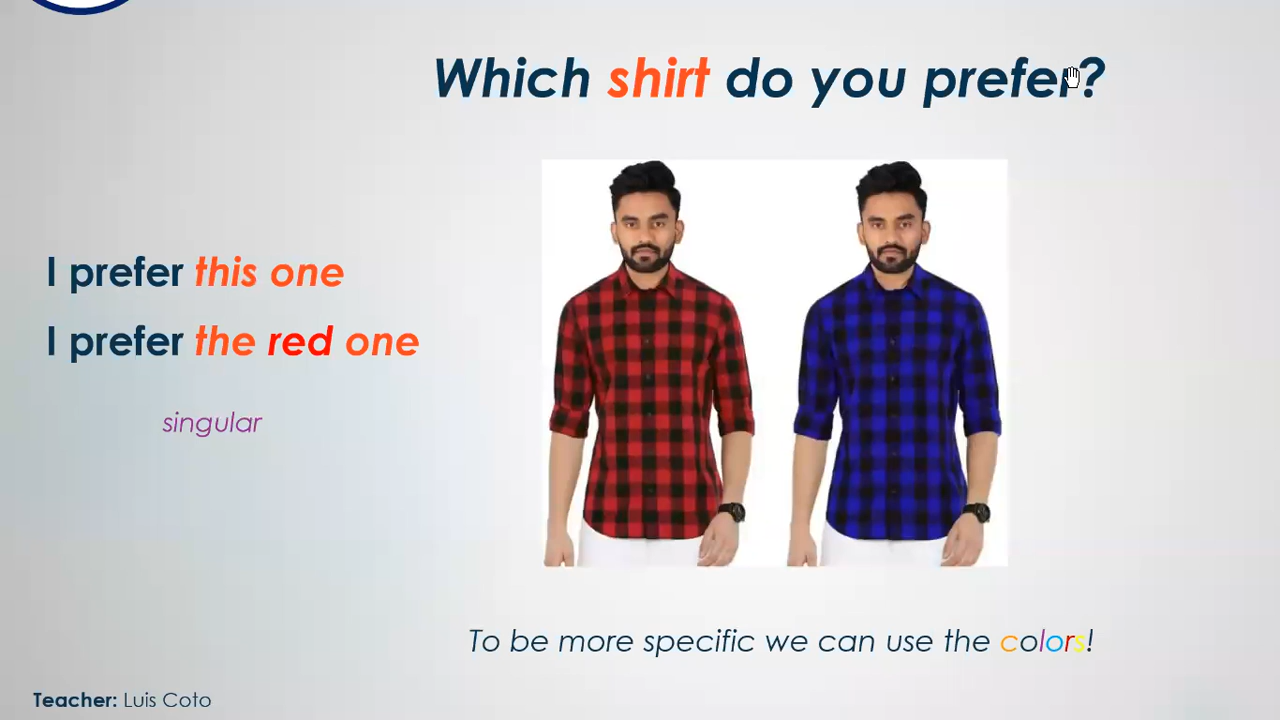 Which shirt do you prefer?
I prefer this one
I prefer the red one
singular
To be more specific we can use the colors!
Teacher: Luis Coto